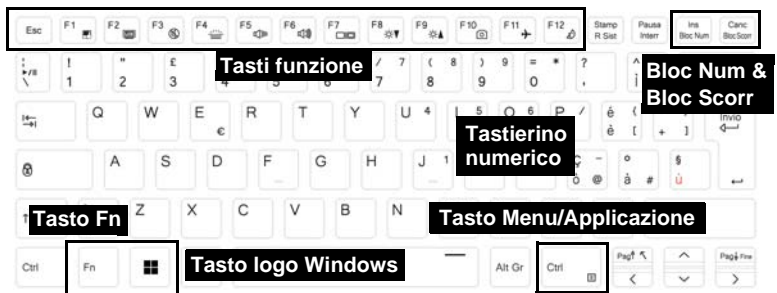 Esc F1 F2 F3 F4 F5 F6 F7 F8 F9 F10 F11 F12 Stamp R Sist Pausa Interr Ins Bloc Num Canc Bloc Scorr
Tasti funzione
Bloc Num &
Bloc Scorr
! 1 " 2 £ 3 7 / 7 8 ( 8 9 ) 9 0 = * ? ^ ì
Q W E € R T Y U 4 I 5 O 6 P / é è [ + ] Invio
Tastierino
numerico
A S D F G H J 1 ç ò @ ° à # § ù
Tasto Fn
Z X C V B N
Tasto Menu/Applicazione
Ctrl Fn
Tasto logo Windows
Alt Gr Ctrl Pag Pag Fine